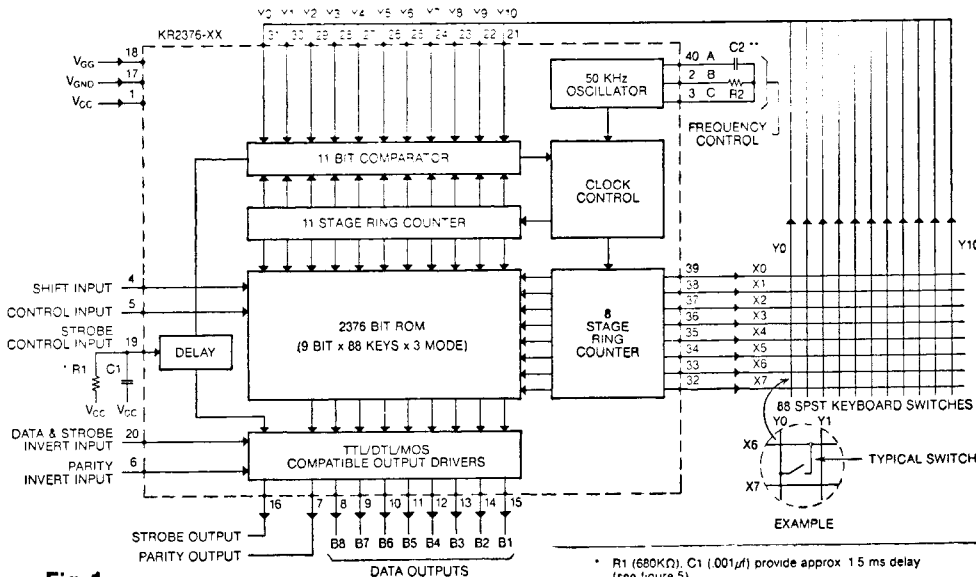 Y0 Y1 Y2 Y3 Y4 Y5 Y6 Y7 Y8 Y9 Y10
KR2376-XX
31 30 29 28 27 26 25 24 23 22 21
VGG 18
VGND 17
VCC 1
50 KHz OSCILLATOR
40 A C2 **
2 B R2
3 C
FREQUENCY CONTROL
11 BIT COMPARATOR
CLOCK CONTROL
11 STAGE RING COUNTER
Y0 Y10
SHIFT INPUT 4
CONTROL INPUT 5
STROBE CONTROL INPUT 19
DELAY
* R1 C1
VCC VCC
2376 BIT ROM
(9 BIT x 88 KEYS x 3 MODE)
8 STAGE RING COUNTER
39 X0
38 X1
37 X2
36 X3
35 X4
34 X5
33 X6
32 X7
88 SPST KEYBOARD SWITCHES
DATA & STROBE INVERT INPUT 20
PARITY INVERT INPUT 6
TTL/DTL/MOS
COMPATIBLE OUTPUT DRIVERS
Y0 Y1
X6
X7
TYPICAL SWITCH
EXAMPLE
16 7 8 9 10 11 12 13 14 15
STROBE OUTPUT
PARITY OUTPUT
B8 B7 B6 B5 B4 B3 B2 B1
DATA OUTPUTS
* R1 (680KΩ), C1 (.001µf) provide approx 1.5 ms delay
(see figure 5)
Fig 1